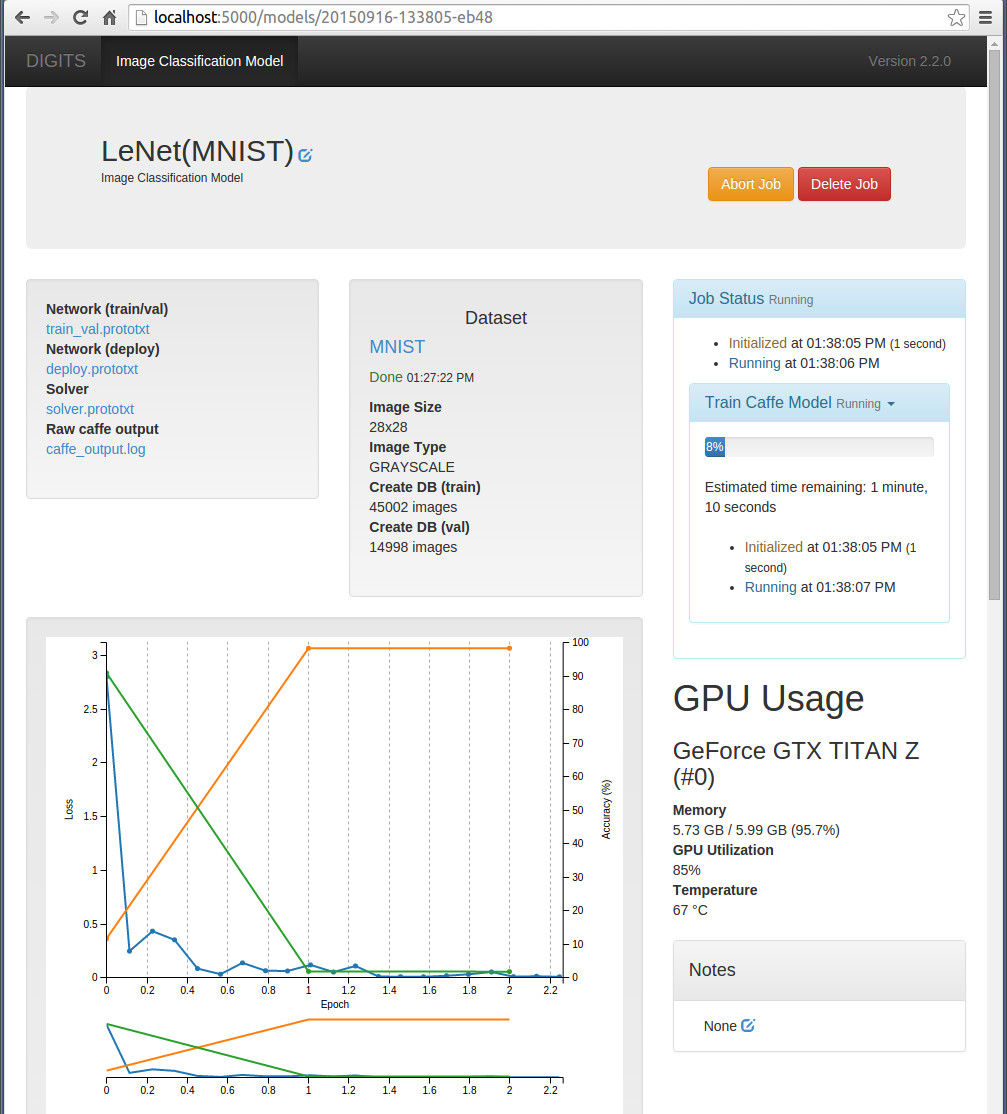 localhost:5000/models/20150916-133805-eb48
DIGITS Image Classification Model Version 2.2.0
LeNet(MNIST)
Image Classification Model
Abort Job Delete Job
Network (train/val)
train_val.prototxt
Network (deploy)
deploy.prototxt
Solver
solver.prototxt
Raw caffe output
caffe_output.log
Dataset
MNIST
Done 01:27:22 PM
Image Size
28x28
Image Type
GRAYSCALE
Create DB (train)
45002 images
Create DB (val)
14998 images
Job Status Running
Initialized at 01:38:05 PM (1 second)
Running at 01:38:06 PM
Train Caffe Model Running
8%
Estimated time remaining: 1 minute,
10 seconds
Initialized at 01:38:05 PM (1
second)
Running at 01:38:07 PM
3
2.5
2
1.5
1
0.5
0
Loss
100
90
80
70
60
50
40
30
20
10
0
Accuracy (%)
0 0.2 0.4 0.6 0.8 1 1.2 1.4 1.6 1.8 2 2.2
Epoch
0 0.2 0.4 0.6 0.8 1 1.2 1.4 1.6 1.8 2 2.2
GPU Usage
GeForce GTX TITAN Z
(#0)
Memory
5.73 GB / 5.99 GB (95.7%)
GPU Utilization
85%
Temperature
67 °C
Notes
None